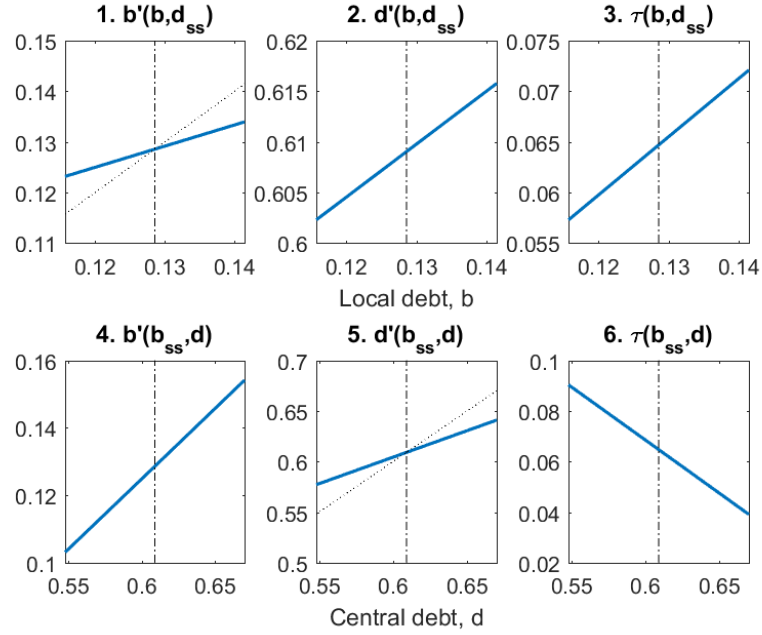 1. b'(b,d_ss)
2. d'(b,d_ss)
3. τ(b,d_ss)
0.15
0.14
0.13
0.12
0.11
0.12 0.13 0.14
0.62
0.615
0.61
0.605
0.6
0.12 0.13 0.14
0.075
0.07
0.065
0.06
0.055
0.12 0.13 0.14
Local debt, b
4. b'(b_ss,d)
5. d'(b_ss,d)
6. τ(b_ss,d)
0.16
0.14
0.12
0.1
0.55 0.6 0.65
0.7
0.65
0.6
0.55
0.5
0.55 0.6 0.65
0.1
0.08
0.06
0.04
0.02
0.55 0.6 0.65
Central debt, d